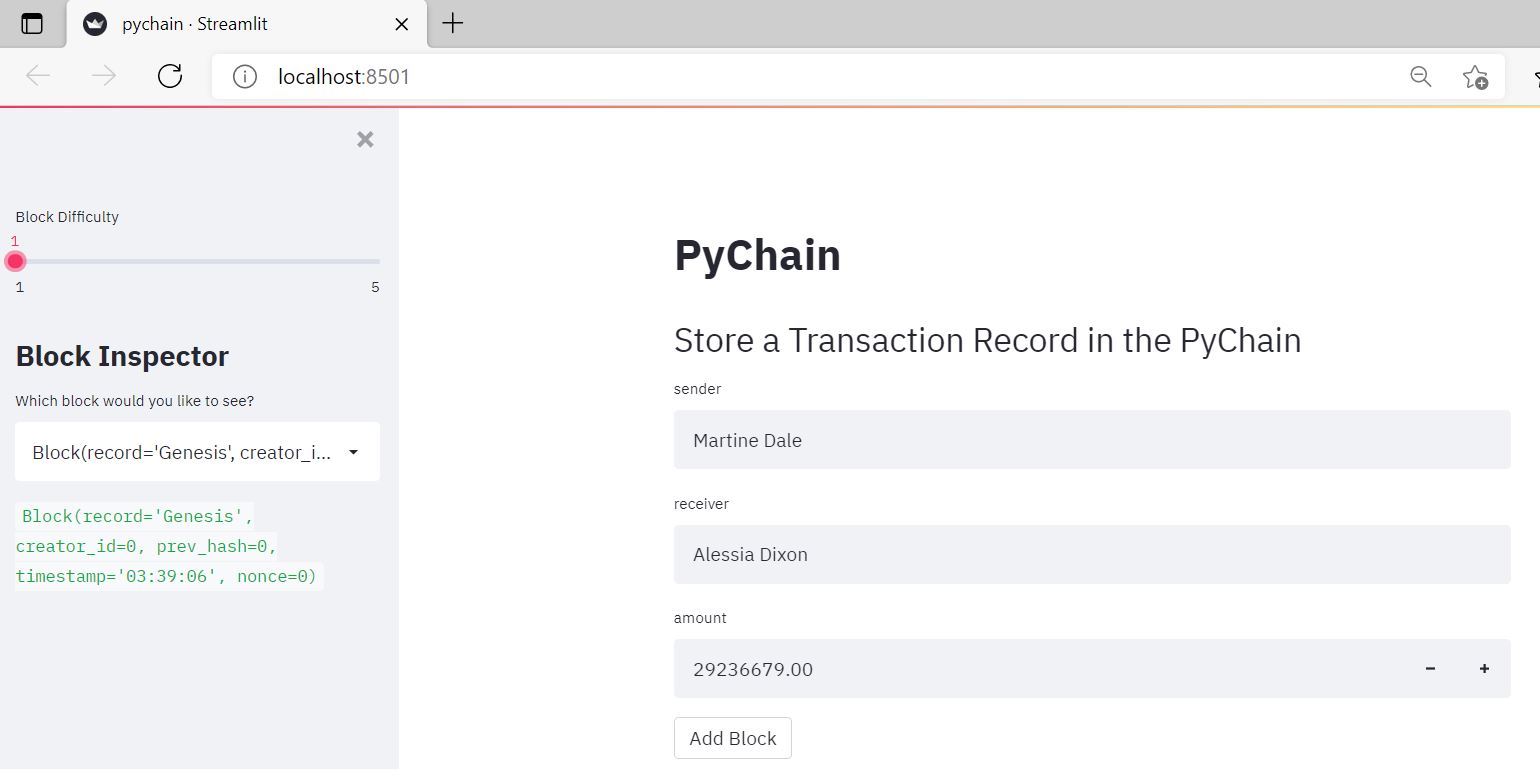 pychain · Streamlit
localhost:8501
Block Difficulty
1
1 5
Block Inspector
Which block would you like to see?
Block(record='Genesis', creator_i...
Block(record='Genesis',
creator_id=0, prev_hash=0,
timestamp='03:39:06', nonce=0)
PyChain
Store a Transaction Record in the PyChain
sender
Martine Dale
receiver
Alessia Dixon
amount
29236679.00
Add Block